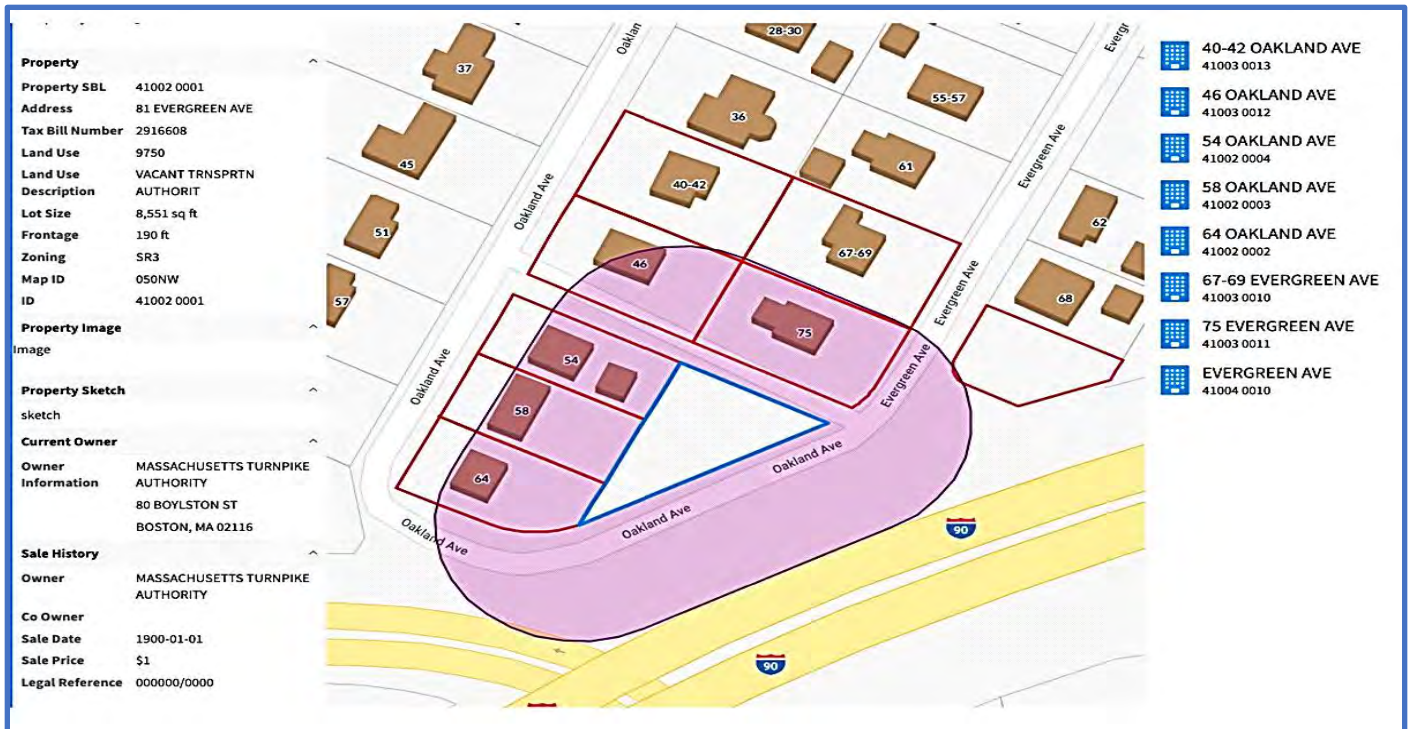 Property
Property SBL 41002 0001
Address 81 EVERGREEN AVE
Tax Bill Number 2916608
Land Use 9750
Land Use Description VACANT TRNSPRTN AUTHORIT
Lot Size 8,551 sq ft
Frontage 190 ft
Zoning SR3
Map ID 050NW
ID 41002 0001
Property Image
Image
Property Sketch
sketch
Current Owner
Owner Information MASSACHUSETTS TURNPIKE AUTHORITY
80 BOYLSTON ST
BOSTON, MA 02116
Sale History
Owner MASSACHUSETTS TURNPIKE AUTHORITY
Co Owner
Sale Date 1900-01-01
Sale Price $1
Legal Reference 000000/0000
28-30
37
55-57
36
45
61
40-42
62
51
67-69
46
68
57
75
54
58
64
Oakland Ave
Oakland Ave
Oakland Ave
Oakland Ave
Oakland Ave
Evergreen Ave
Evergreen Ave
Evergreen Ave
90
90
40-42 OAKLAND AVE
41003 0013
46 OAKLAND AVE
41003 0012
54 OAKLAND AVE
41002 0004
58 OAKLAND AVE
41002 0003
64 OAKLAND AVE
41002 0002
67-69 EVERGREEN AVE
41003 0010
75 EVERGREEN AVE
41003 0011
EVERGREEN AVE
41004 0010